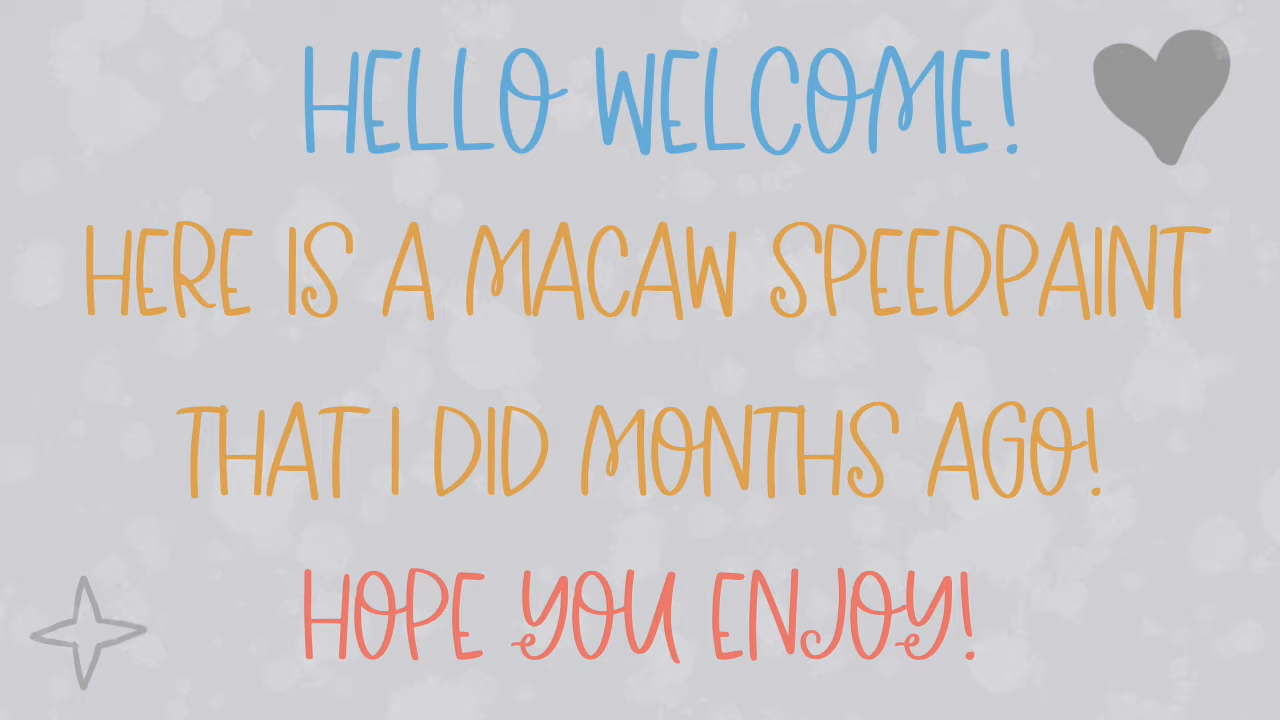 HELLO WELCOME!
HERE IS A MACAW SPEEDPAINT
THAT I DID MONTHS AGO!
HOPE YOU ENJOY!